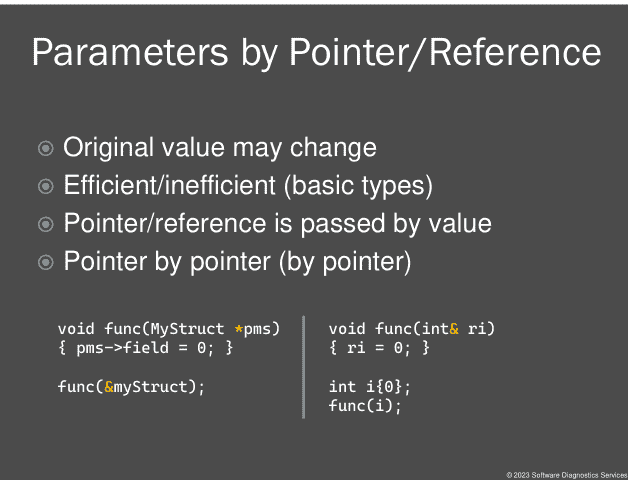 Parameters by Pointer/Reference
Original value may change
Efficient/inefficient (basic types)
Pointer/reference is passed by value
Pointer by pointer (by pointer)
void func(MyStruct *pms)
{ pms->field = 0; }
func(&myStruct);
void func(int& ri)
{ ri = 0; }
int i{0};
func(i);
© 2023 Software Diagnostics Services